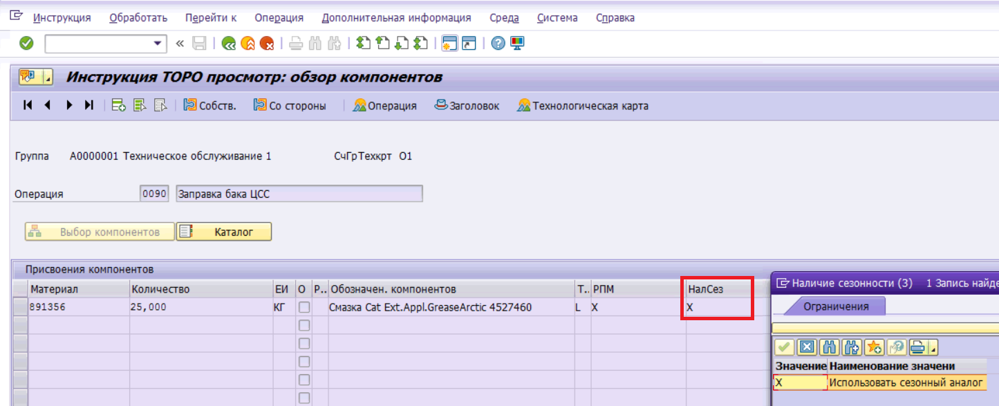 Инструкция Обработать Перейти к Операция Дополнительная информация Среда Система Справка
Инструкция ТОРО просмотр: обзор компонентов
Собств. Со стороны Операция Заголовок Технологическая карта
Группа A0000001 Техническое обслуживание 1 СчГрТехкрт 01
Операция 0090 Заправка бака ЦСС
Выбор компонентов Каталог
Присвоения компонентов
Материал Количество ЕИ О Р.. Обозначен. компонентов Т.. РПМ НалСез
891356 25,000 КГ Смазка Cat Ext.Appl.GreaseArctic 4527460 L X X
Наличие сезонности (3) 1 Запись найде
Ограничения
Значение Наименование значени
X Использовать сезонный аналог